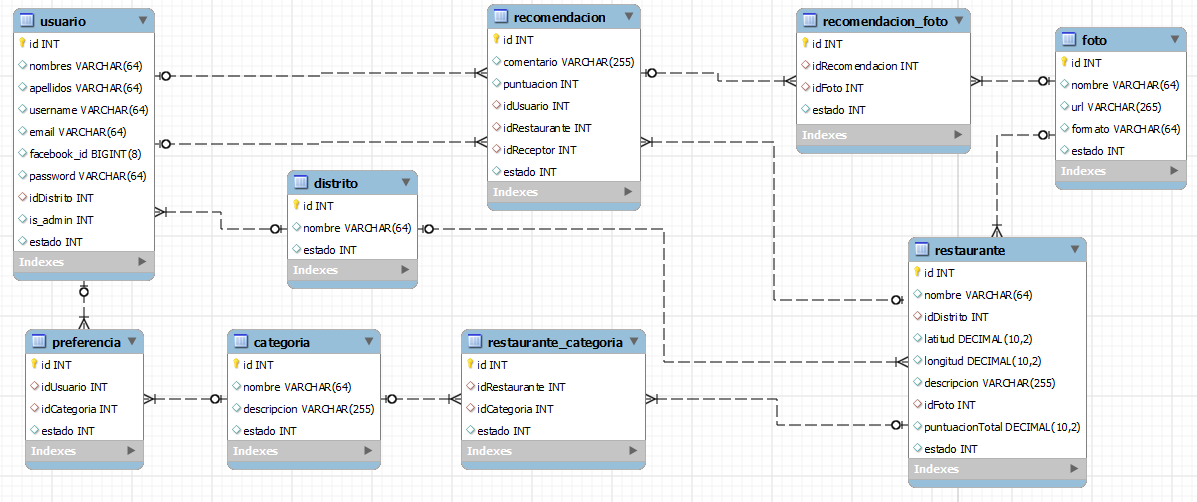 usuario
id INT
nombres VARCHAR(64)
apellidos VARCHAR(64)
username VARCHAR(64)
email VARCHAR(64)
facebook_id BIGINT(8)
password VARCHAR(64)
idDistrito INT
is_admin INT
estado INT
Indexes
recomendacion
id INT
comentario VARCHAR(255)
puntuacion INT
idUsuario INT
idRestaurante INT
idReceptor INT
estado INT
Indexes
recomendacion_foto
id INT
idRecomendacion INT
idFoto INT
estado INT
Indexes
foto
id INT
nombre VARCHAR(64)
url VARCHAR(265)
formato VARCHAR(64)
estado INT
Indexes
distrito
id INT
nombre VARCHAR(64)
estado INT
Indexes
restaurante
id INT
nombre VARCHAR(64)
idDistrito INT
latitud DECIMAL(10,2)
longitud DECIMAL(10,2)
descripcion VARCHAR(255)
idFoto INT
puntuacionTotal DECIMAL(10,2)
estado INT
Indexes
preferencia
id INT
idUsuario INT
idCategoria INT
estado INT
Indexes
categoria
id INT
nombre VARCHAR(64)
descripcion VARCHAR(255)
estado INT
Indexes
restaurante_categoria
id INT
idRestaurante INT
idCategoria INT
estado INT
Indexes